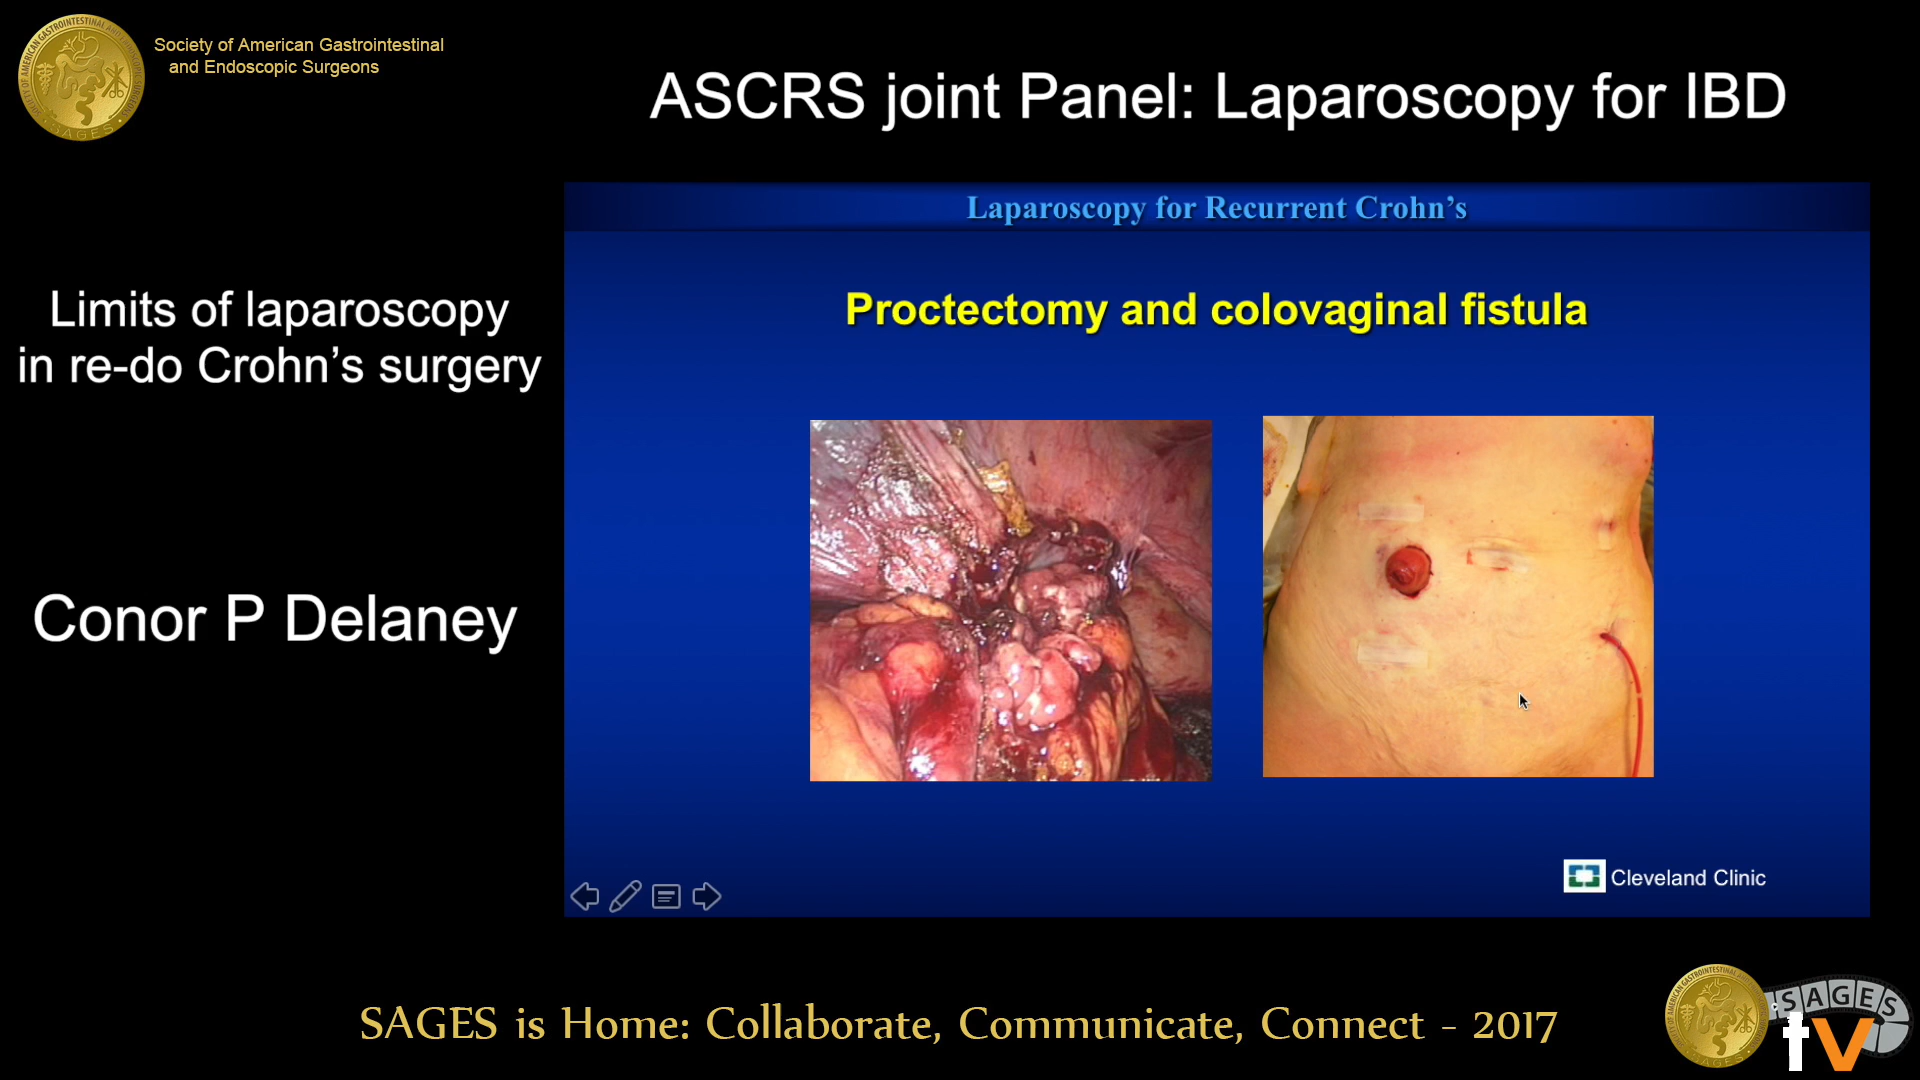 Society of American Gastrointestinal
and Endoscopic Surgeons
ASCRS joint Panel: Laparoscopy for IBD
Laparoscopy for Recurrent Crohn's
Limits of laparoscopy
in re-do Crohn's surgery
Proctectomy and colovaginal fistula
Conor P Delaney
Cleveland Clinic
SAGES is Home: Collaborate, Communicate, Connect - 2017
SAGES
tv